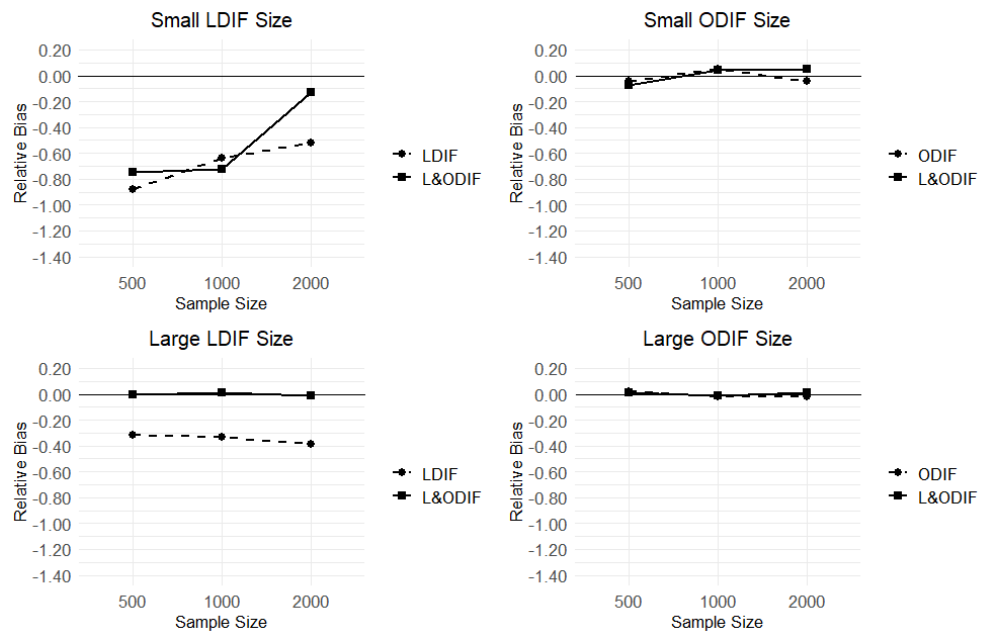 Small LDIF Size
0.20
0.00
-0.20
-0.40
-0.60
-0.80
-1.00
-1.20
-1.40
Relative Bias
500 1000 2000
Sample Size
LDIF
L&ODIF
Small ODIF Size
0.20
0.00
-0.20
-0.40
-0.60
-0.80
-1.00
-1.20
-1.40
Relative Bias
500 1000 2000
Sample Size
ODIF
L&ODIF
Large LDIF Size
0.20
0.00
-0.20
-0.40
-0.60
-0.80
-1.00
-1.20
-1.40
Relative Bias
500 1000 2000
Sample Size
LDIF
L&ODIF
Large ODIF Size
0.20
0.00
-0.20
-0.40
-0.60
-0.80
-1.00
-1.20
-1.40
Relative Bias
500 1000 2000
Sample Size
ODIF
L&ODIF